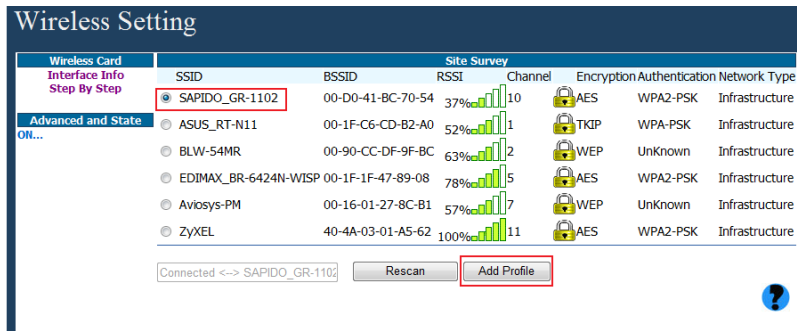 Wireless Setting
Wireless Card
Interface Info
Step By Step
Advanced and State
ON...
Site Survey
SSID BSSID RSSI Channel Encryption Authentication Network Type
SAPIDO_GR-1102 00-D0-41-BC-70-54 37% 10 AES WPA2-PSK Infrastructure
ASUS_RT-N11 00-1F-C6-CD-B2-A0 52% 1 TKIP WPA-PSK Infrastructure
BLW-54MR 00-90-CC-DF-9F-BC 63% 2 WEP UnKnown Infrastructure
EDIMAX_BR-6424N-WISP 00-1F-1F-47-89-08 78% 5 AES WPA2-PSK Infrastructure
Aviosys-PM 00-16-01-27-8C-B1 57% 7 WEP UnKnown Infrastructure
ZyXEL 40-4A-03-01-A5-62 100% 11 AES WPA2-PSK Infrastructure
Connected <--> SAPIDO_GR-1102 Rescan Add Profile
?